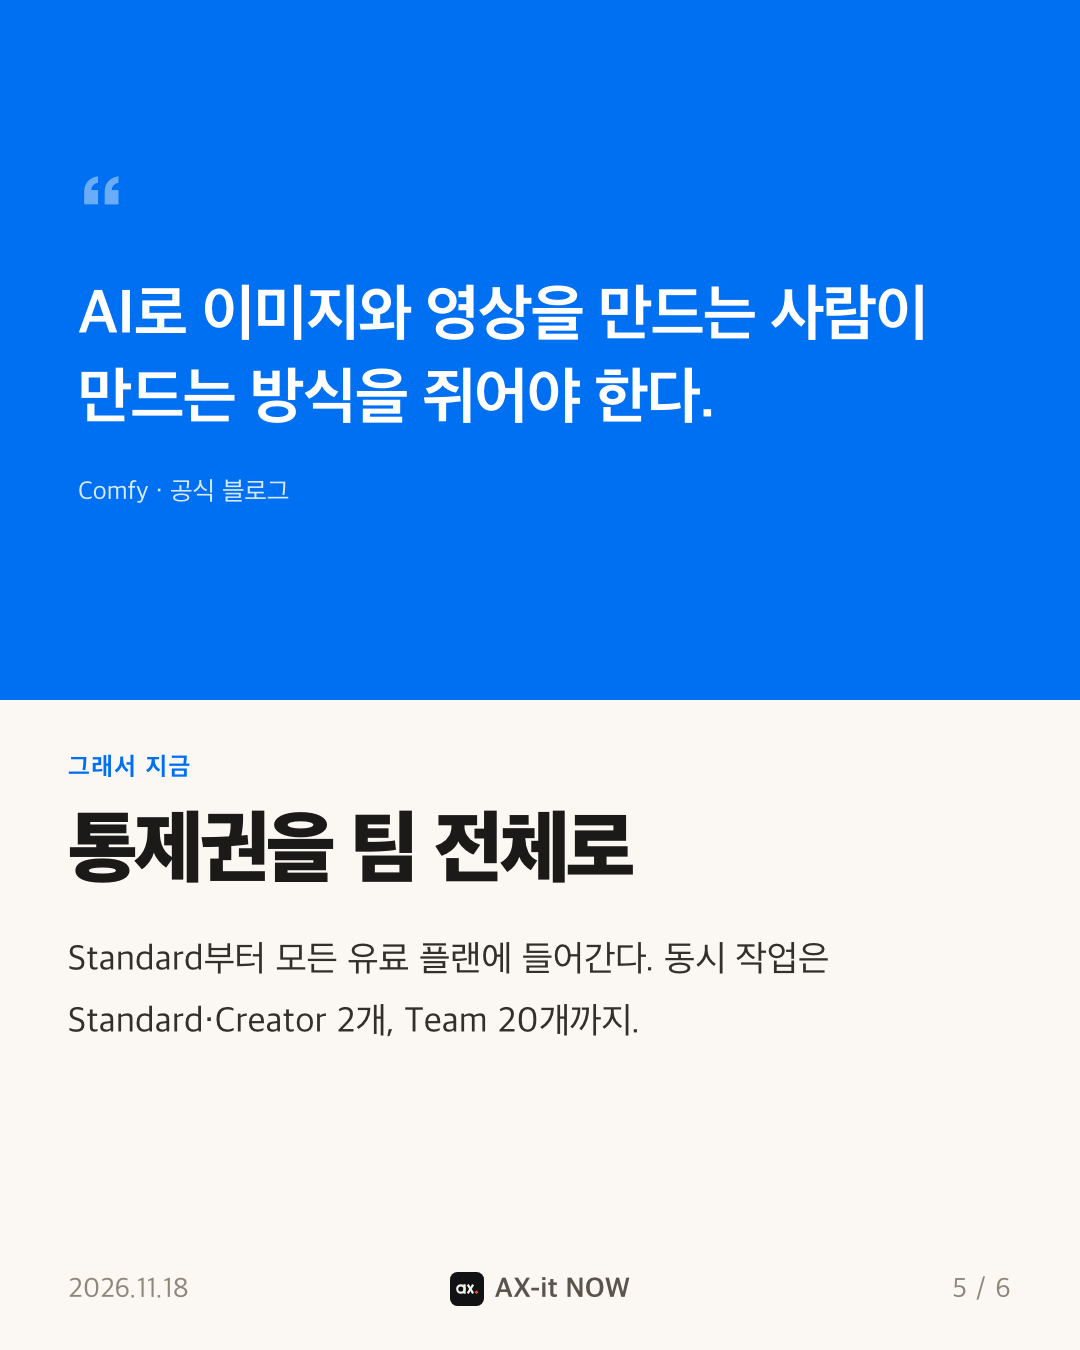 “
AI로 이미지와 영상을 만드는 사람이
만드는 방식을 쥐어야 한다.
Comfy · 공식 블로그
그래서 지금
통제권을 팀 전체로
Standard부터 모든 유료 플랜에 들어간다. 동시 작업은
Standard·Creator 2개, Team 20개까지.
2026.11.18
ax. AX-it NOW
5 / 6